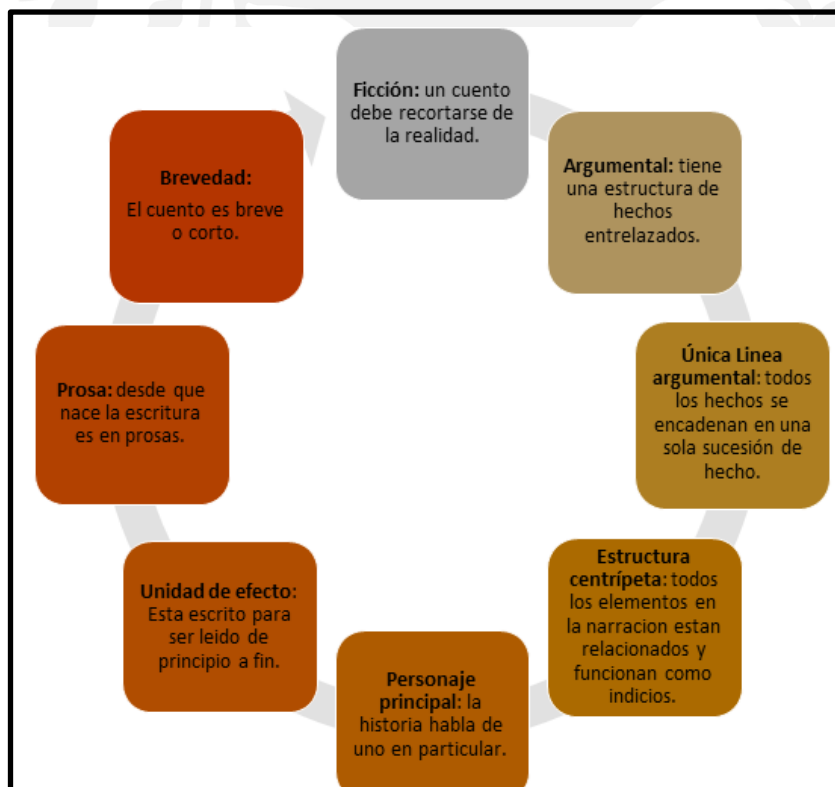 Ficción: un cuento
debe recortarse de
la realidad.
Argumental: tiene
una estructura de
hechos
entrelazados.
Única Linea
argumental: todos
los hechos se
encadenan en una
sola sucesión de
hecho.
Estructura
centrípeta: todos
los elementos en
la narracion estan
relacionados y
funcionan como
indicios.
Personaje
principal: la
historia habla de
uno en particular.
Unidad de efecto:
Esta escrito para
ser leido de
principio a fin.
Prosa: desde que
nace la escritura
es en prosas.
Brevedad:
El cuento es breve
o corto.